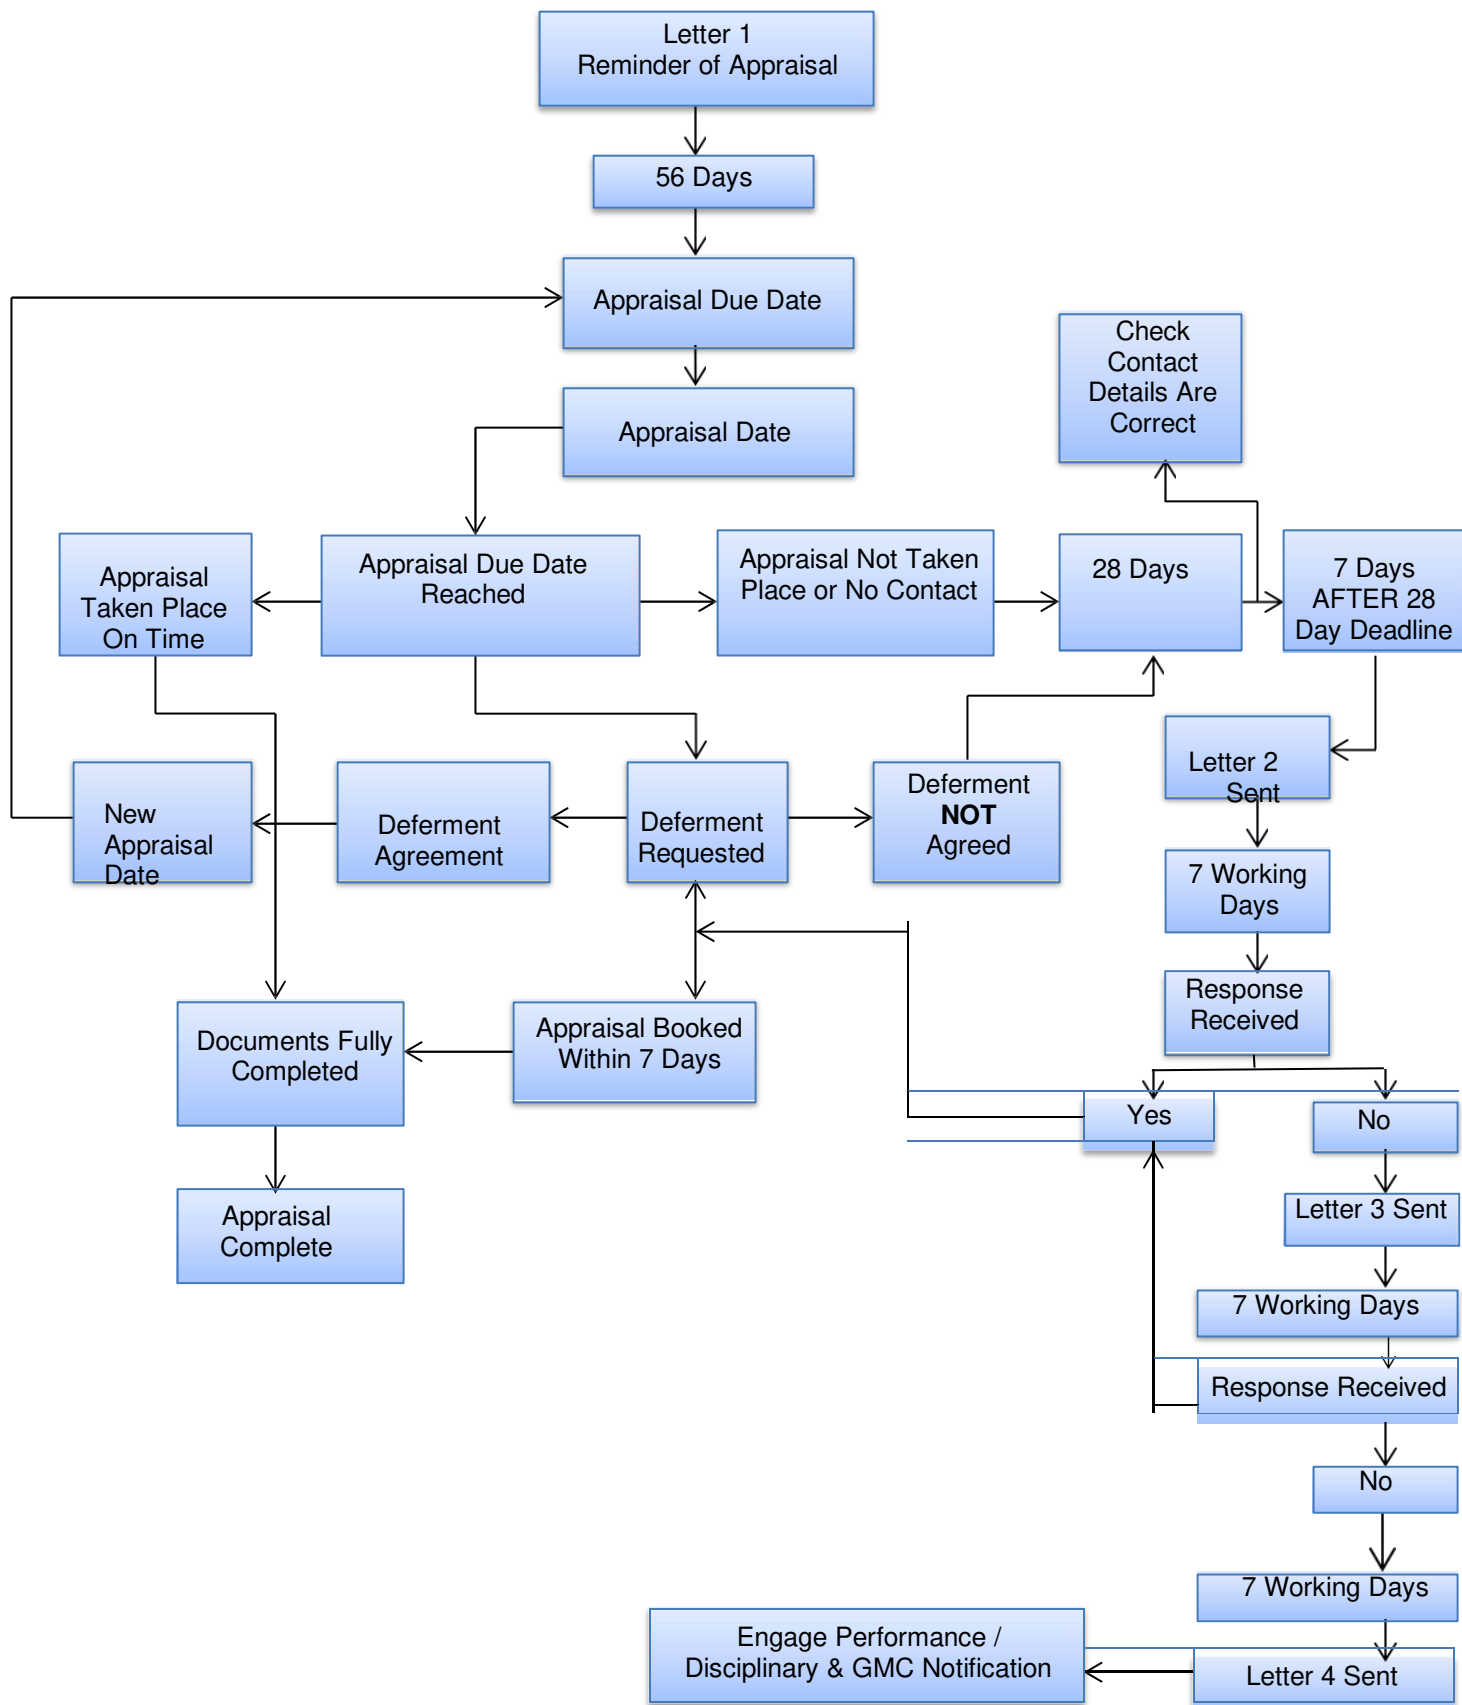 Letter 1
Reminder of Appraisal
56 Days
Appraisal Due Date
Check
Contact
Details Are
Correct
Appraisal Date
Appraisal
Taken Place
On Time
Appraisal Due Date
Reached
Appraisal Not Taken
Place or No Contact
28 Days
7 Days
AFTER 28
Day Deadline
Letter 2
Sent
New
Appraisal
Date
Deferment
Agreement
Deferment
Requested
Deferment
NOT
Agreed
7 Working
Days
Response
Received
Documents Fully
Completed
Appraisal Booked
Within 7 Days
Yes
No
Appraisal
Complete
Letter 3 Sent
7 Working Days
Response Received
No
7 Working Days
Engage Performance /
Disciplinary & GMC Notification
Letter 4 Sent